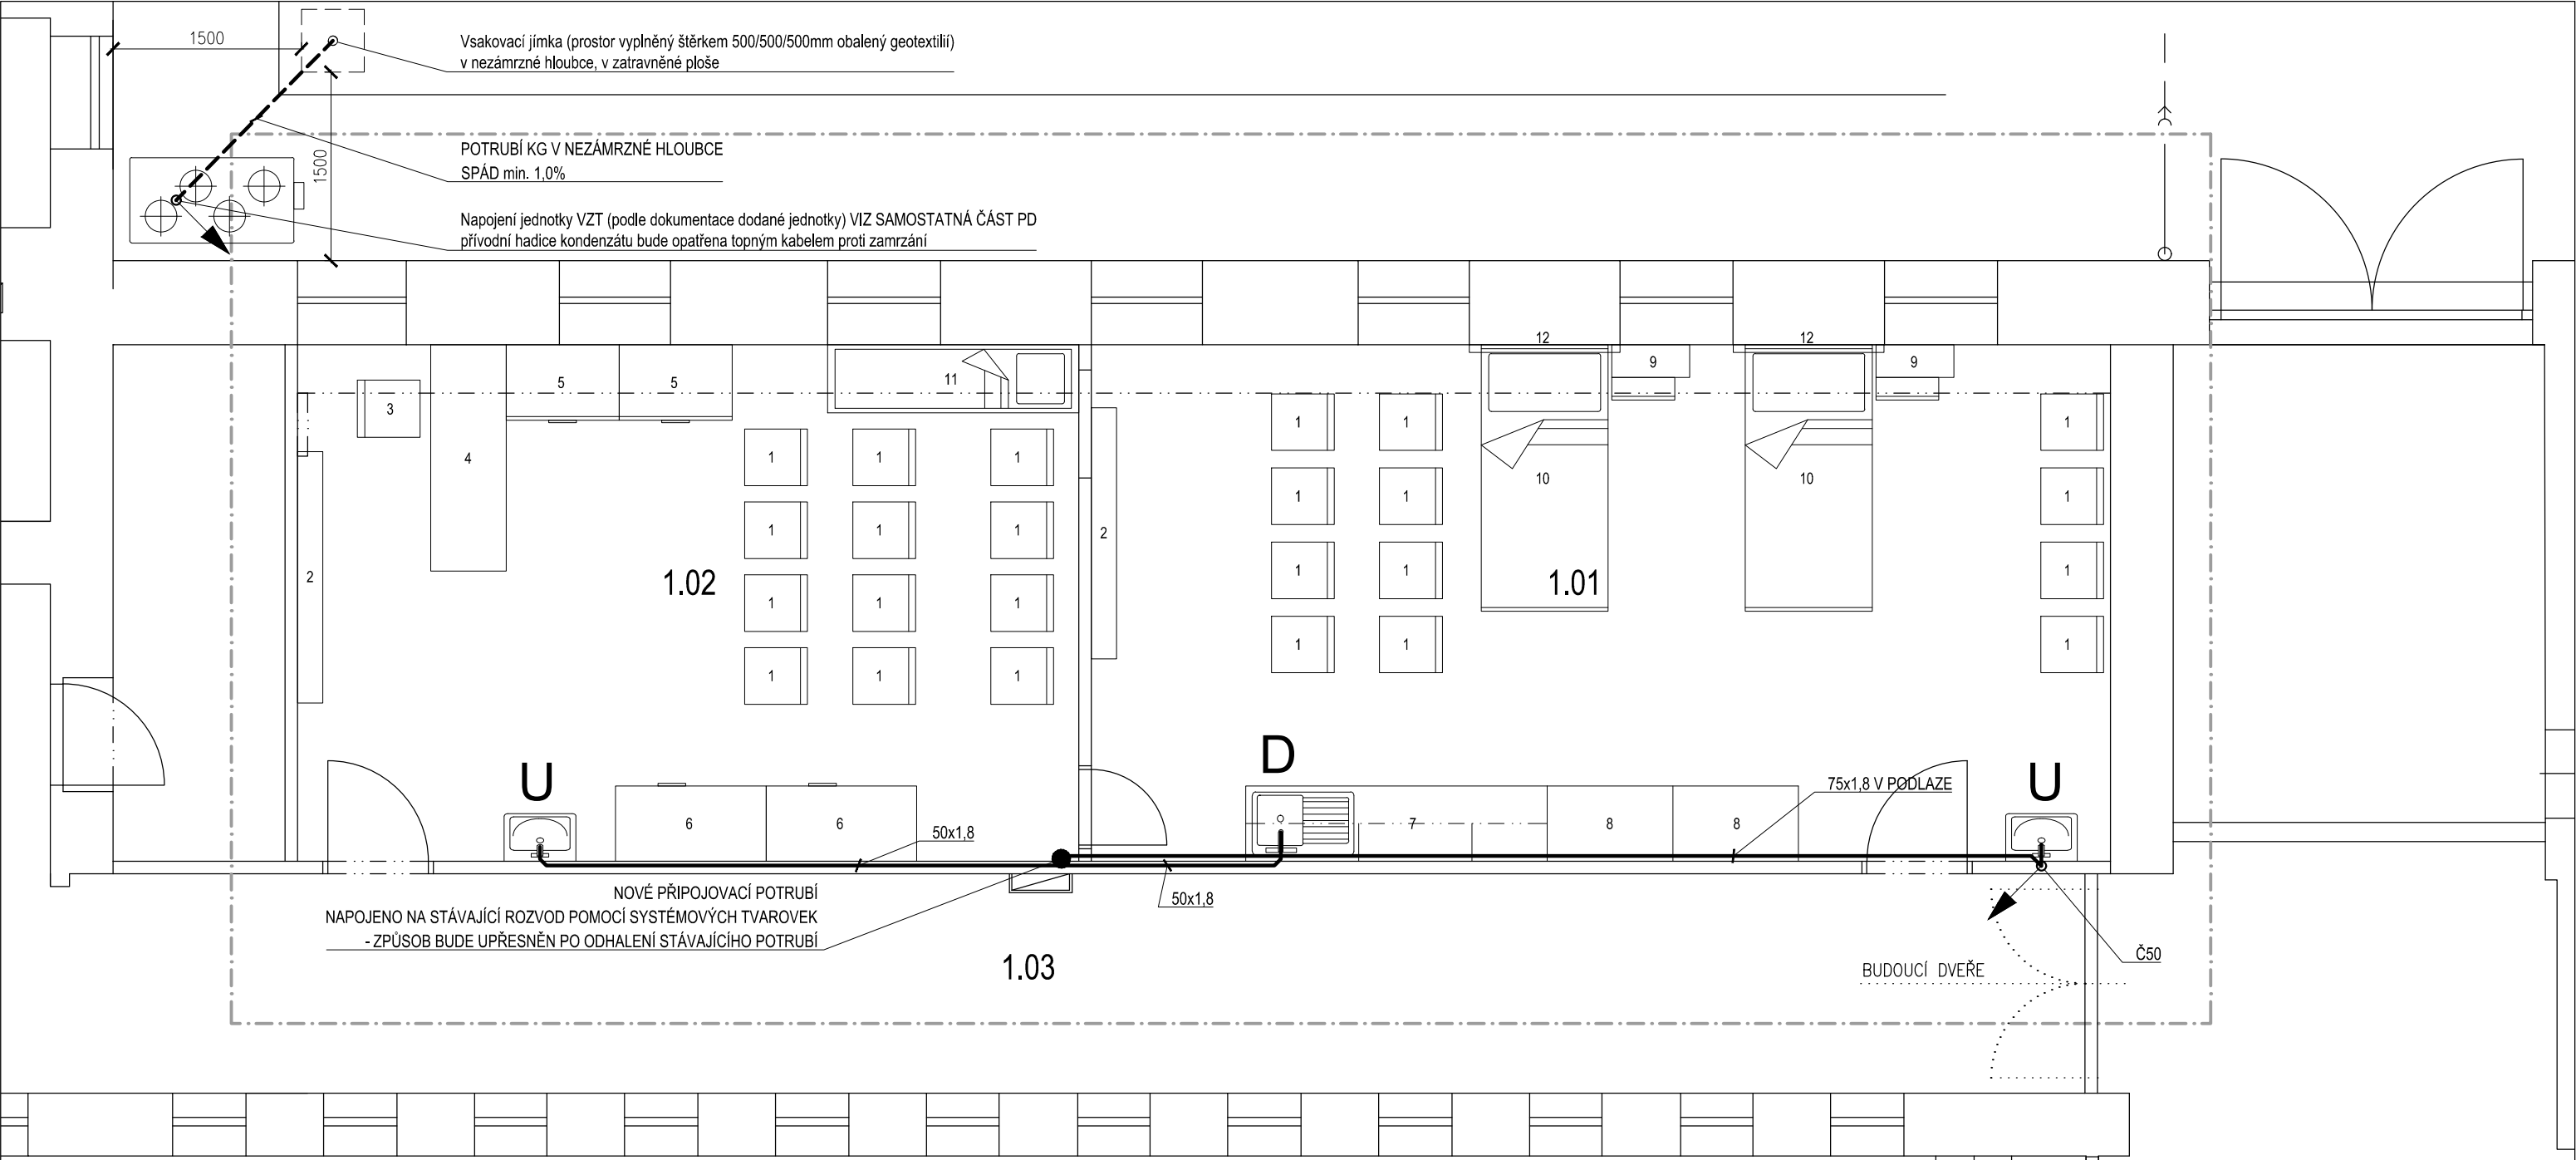 1500
Vsakovací jímka (prostor vyplněný štěrkem 500/500/500mm obalený geotextilií)
v nezámrzné hloubce, v zatravněné ploše
POTRUBÍ KG V NEZÁMRZNÉ HLOUBCE
SPÁD min. 1,0%
1500
Napojení jednotky VZT (podle dokumentace dodané jednotky) VIZ SAMOSTATNÁ ČÁST PD
přívodní hadice kondenzátu bude opatřena topným kabelem proti zamrzání
12 12
9 9
5 5 11
3
1 1 1
4 1 1 1
10 10
1 1 1
1 1 1
2
2
1.02
1.01
1 1 1
1 1 1
1 1 1
1 1 1
D
U
U
75x1,8 V PODLAZE
6 6 7 8 8
50x1,8
NOVÉ PŘIPOJOVACÍ POTRUBÍ
NAPOJENO NA STÁVAJÍCÍ ROZVOD POMOCÍ SYSTÉMOVÝCH TVAROVEK
- ZPŮSOB BUDE UPŘESNĚN PO ODHALENÍ STÁVAJÍCÍHO POTRUBÍ
50x1,8
1.03
Č50
BUDOUCÍ DVEŘE